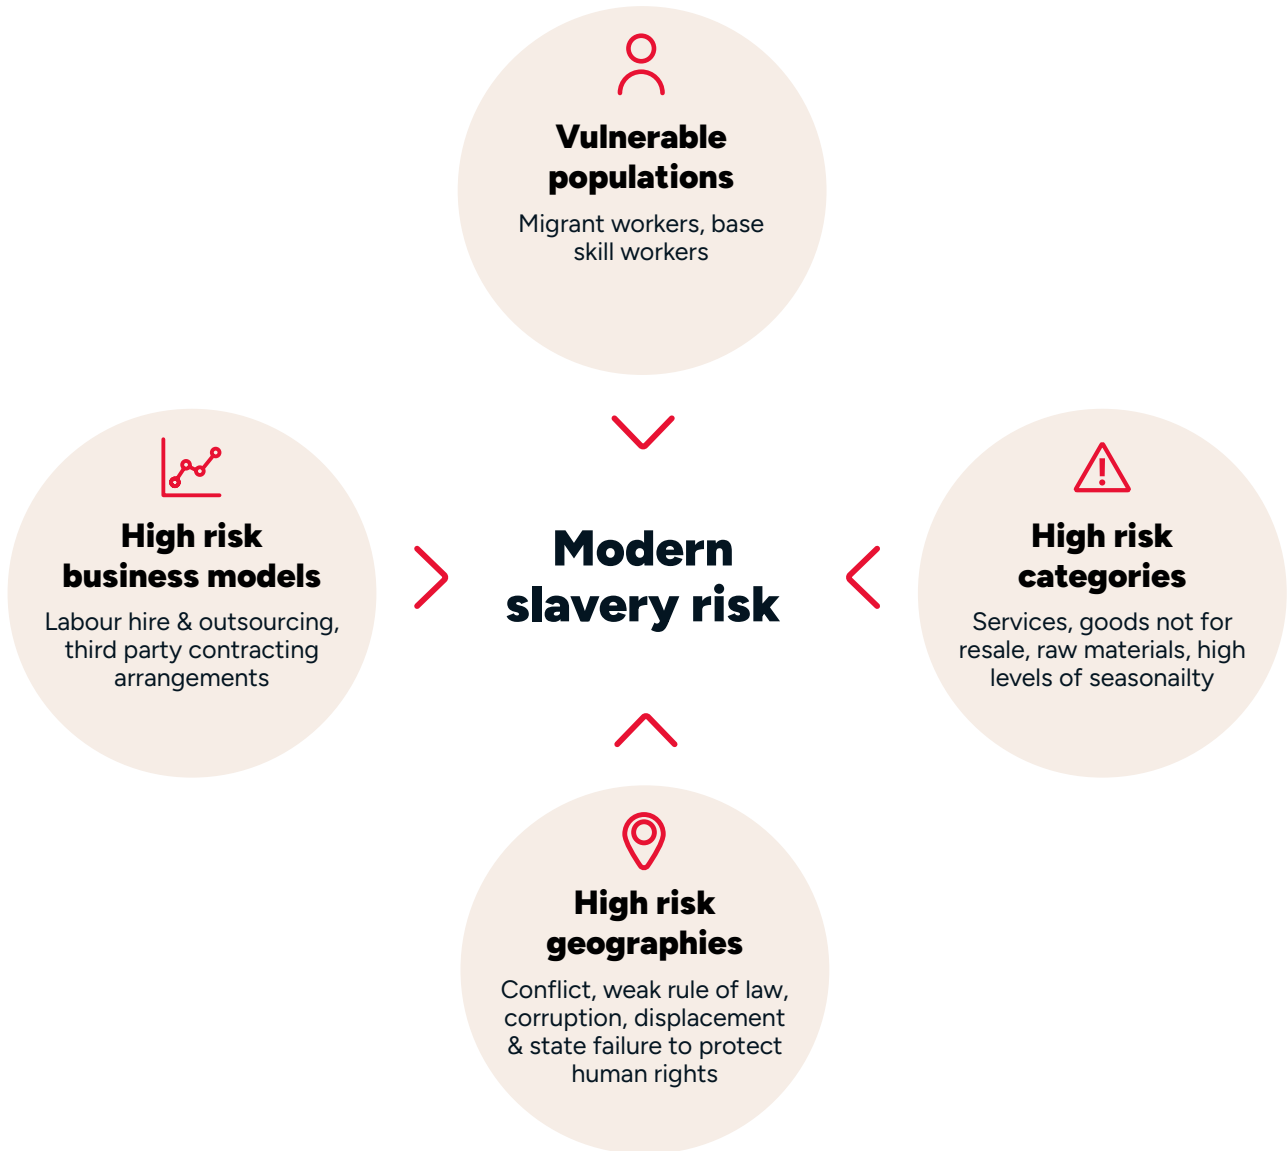 Vulnerable
populations
Migrant workers, base
skill workers
High risk
business models
Labour hire & outsourcing,
third party contracting
arrangements
Modern
slavery risk
High risk
categories
Services, goods not for
resale, raw materials, high
levels of seasonailty
High risk
geographies
Conflict, weak rule of law,
corruption, displacement
& state failure to protect
human rights